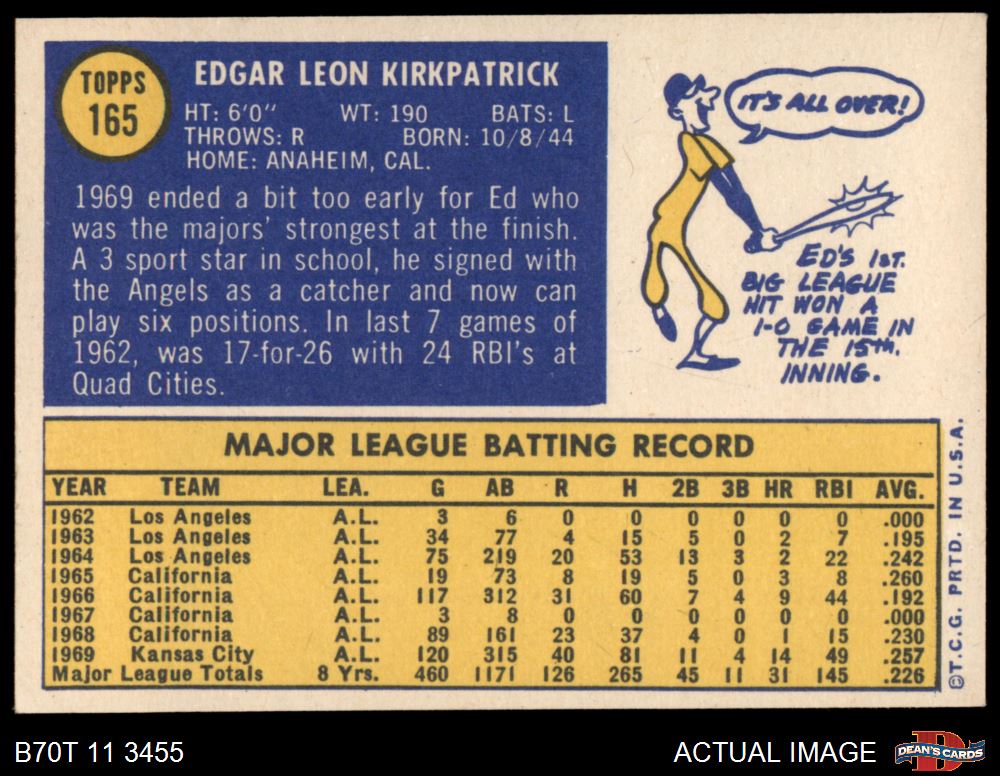 TOPPS
165
EDGAR LEON KIRKPATRICK
HT: 6'0" WT: 190 BATS: L
THROWS: R BORN: 10/8/44
HOME: ANAHEIM, CAL.
1969 ended a bit too early for Ed who
was the majors' strongest at the finish.
A 3 sport star in school, he signed with
the Angels as a catcher and now can
play six positions. In last 7 games of
1962, was 17-for-26 with 24 RBI's at
Quad Cities.
IT'S ALL OVER!
ED'S 1ST.
BIG LEAGUE
HIT WON A
1-0 GAME IN
THE 15th.
INNING.
MAJOR LEAGUE BATTING RECORD
YEAR TEAM LEA. G AB R H 2B 3B HR RBI AVG.
1962 Los Angeles A.L. 3 6 0 0 0 0 0 0 .000
1963 Los Angeles A.L. 34 77 4 15 5 0 2 7 .195
1964 Los Angeles A.L. 75 219 20 53 13 3 2 22 .242
1965 California A.L. 19 73 8 19 5 0 3 8 .260
1966 California A.L. 117 312 31 60 7 4 9 44 .192
1967 California A.L. 3 8 0 0 0 0 0 0 .000
1968 California A.L. 89 161 23 37 4 0 1 15 .230
1969 Kansas City A.L. 120 315 40 81 11 4 14 49 .257
Major League Totals 8 Yrs. 460 1171 126 265 45 11 31 145 .226
©T.C.G. PRTD. IN U.S.A.
B70T 11 3455
ACTUAL IMAGE
D
DEAN'S CARDS